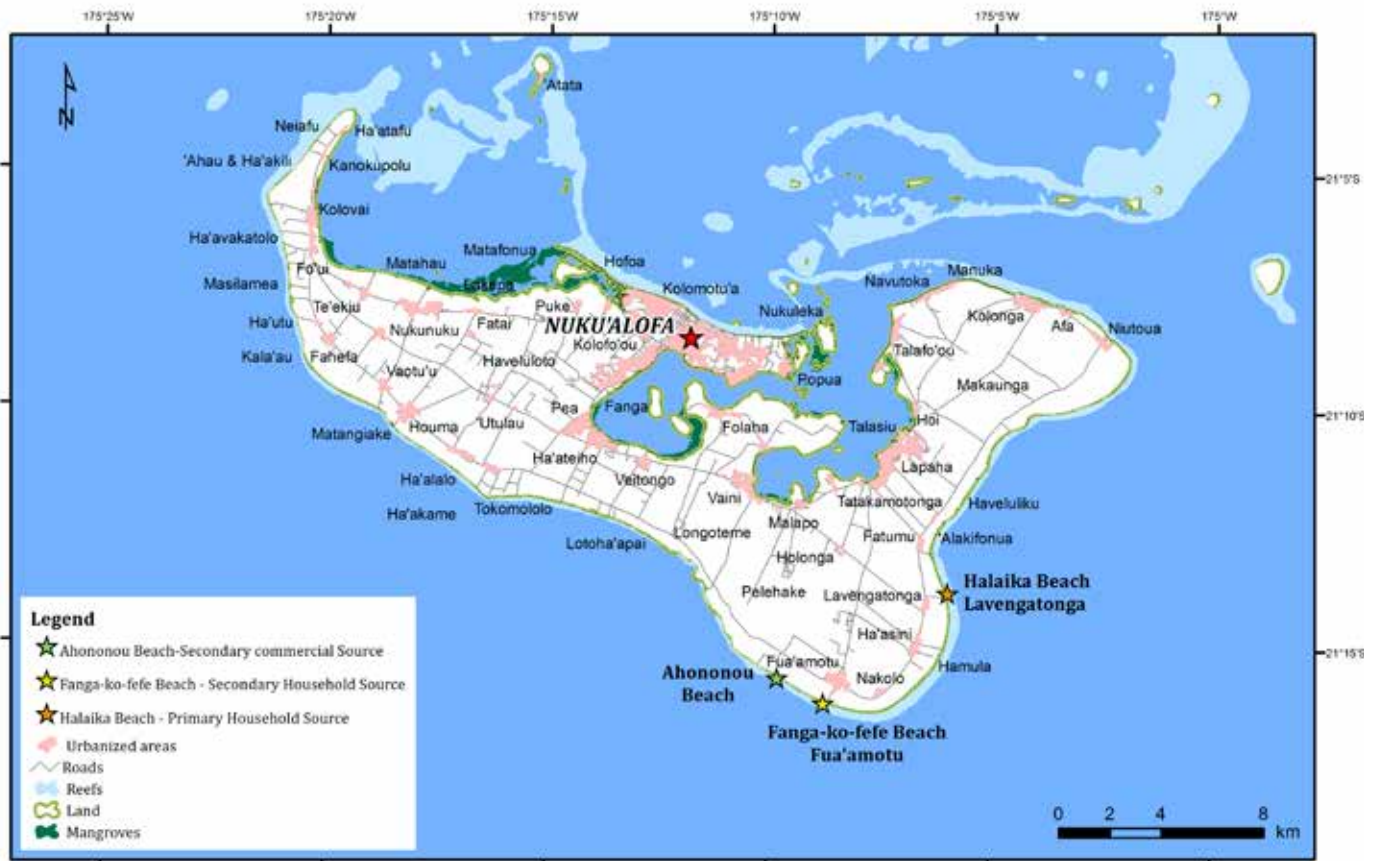 175°25'W
175°20'W
175°15'W
175°10'W
175°5'W
175°W
N
'Atata
Neiafu
Ha'atafu
'Ahau & Ha'akili
Kanokupolu
21°5'S
Kolovai
Ha'avakatolo
Matafonua
Hofoa
Fo'ui
Matahau
Masilamea
Kolomotu'a
Navutoka
Manuka
Te'ekiu
Puke
Nukuleka
Kolonga
Afa
Niutoua
Ha'utu
Nukunuku
Fatai
NUKU'ALOFA
Kolofo'ou
Talafo'ou
Kala'au
Fahefa
Haveluloto
Vaotu'u
Popua
Makaunga
21°10'S
Matangiake
Houma
'Utulau
Pea
Fanga
Folaha
Talasiu
Hoi
Ha'ateiho
Lapaha
Ha'alalo
Veitongo
Vaini
Tatakamotonga
Haveluliku
Ha'akame
Tokomololo
Malapo
Lotoha'apai
Longoteme
Fatumu
'Alakifonua
Holonga
Pelehake
Lavengatonga
Halaika Beach
Lavengatonga
Ha'asini
21°15'S
Hamula
Fua'amotu
Nakolo
Ahononou
Beach
Fanga-ko-fefe Beach
Fua'amotu
Legend
Ahononou Beach-Secondary commercial Source
Fanga-ko-fefe Beach - Secondary Household Source
Halaika Beach - Primary Household Source
Urbanized areas
Roads
Reefs
Land
Mangroves
0 2 4 8
km